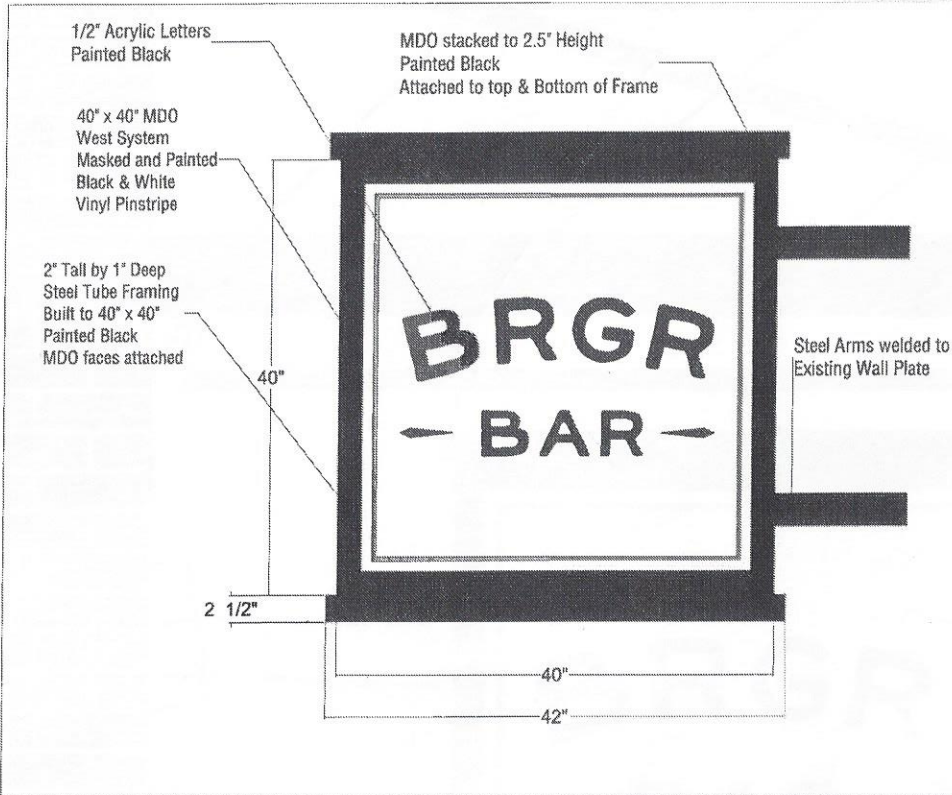 1/2" Acrylic Letters
Painted Black
MDO stacked to 2.5" Height
Painted Black
Attached to top & Bottom of Frame
40" x 40" MDO
West System
Masked and Painted
Black & White
Vinyl Pinstripe
2" Tall by 1" Deep
Steel Tube Framing
Built to 40" x 40"
Painted Black
MDO faces attached
40"
BRGR
BAR
Steel Arms welded to
Existing Wall Plate
2 1/2"
40"
42"